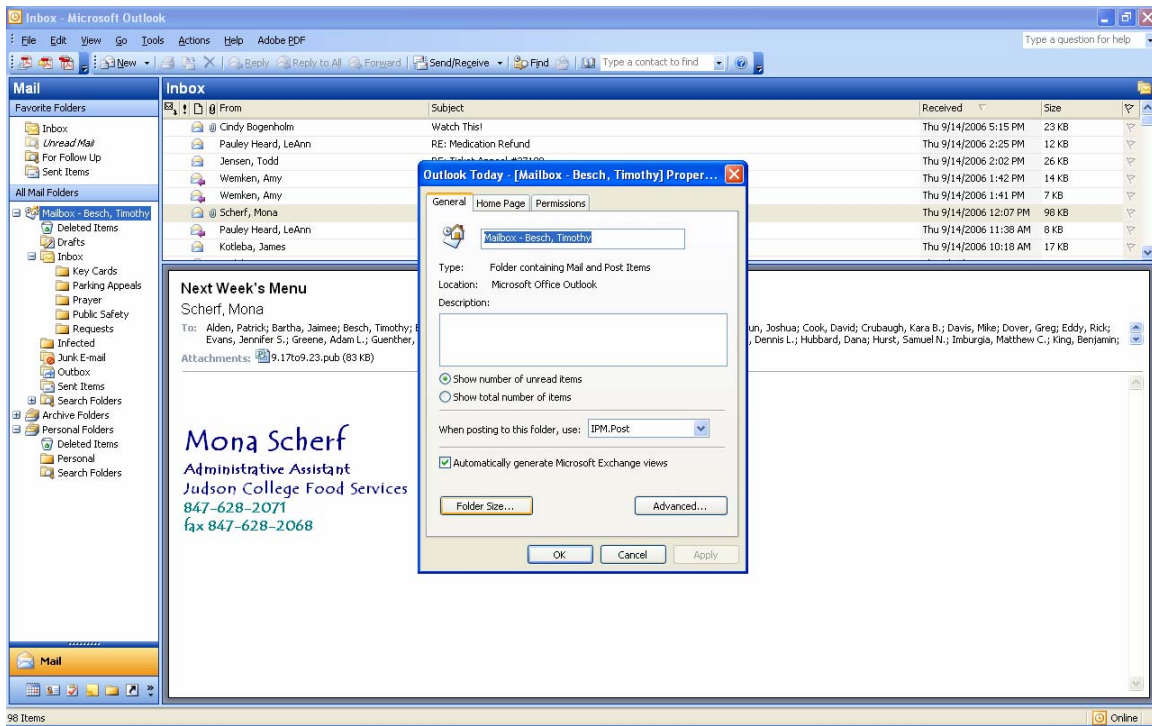 Inbox - Microsoft Outlook
File Edit View Go Tools Actions Help Adobe PDF Type a question for help
New Reply Reply to All Forward Send/Receive Find Type a contact to find
Mail
Favorite Folders
Inbox
Unread Mail
For Follow Up
Sent Items
All Mail Folders
Mailbox - Besch, Timothy
Deleted Items
Drafts
Inbox
Key Cards
Parking Appeals
Prayer
Public Safety
Requests
Infected
Junk E-mail
Outbox
Sent Items
Search Folders
Archive Folders
Personal Folders
Deleted Items
Personal
Search Folders
Mail
98 Items
Inbox
From Subject Received Size
Cindy Bogenholm Watch This! Thu 9/14/2006 5:15 PM 23 KB
Pauley Heard, LeAnn RE: Medication Refund Thu 9/14/2006 2:25 PM 12 KB
Jensen, Todd RE: Ticket Appeal #27199 Thu 9/14/2006 2:02 PM 26 KB
Wemken, Amy Thu 9/14/2006 1:42 PM 14 KB
Wemken, Amy Thu 9/14/2006 1:41 PM 7 KB
Scherf, Mona Thu 9/14/2006 12:07 PM 98 KB
Pauley Heard, LeAnn Thu 9/14/2006 11:38 AM 8 KB
Kotleba, James Thu 9/14/2006 10:18 AM 17 KB
Next Week's Menu
Scherf, Mona
To: Alden, Patrick; Bartha, Jaimee; Besch, Timothy; Joshua; Cook, David; Crubaugh, Kara B.; Davis, Mike; Dover, Greg; Eddy, Rick;
Evans, Jennifer S.; Greene, Adam L.; Guenther, Dennis L.; Hubbard, Dana; Hurst, Samuel N.; Imburgia, Matthew C.; King, Benjamin;
Attachments: 9.17to9.23.pub (83 KB)
Mona Scherf
Administrative Assistant
Judson College Food Services
847-628-2071
fax 847-628-2068
Outlook Today - [Mailbox - Besch, Timothy] Proper...
General Home Page Permissions
Mailbox - Besch, Timothy
Type: Folder containing Mail and Post Items
Location: Microsoft Office Outlook
Description:
Show number of unread items
Show total number of items
When posting to this folder, use: IPM.Post
Automatically generate Microsoft Exchange views
Folder Size... Advanced...
OK Cancel Apply
Online